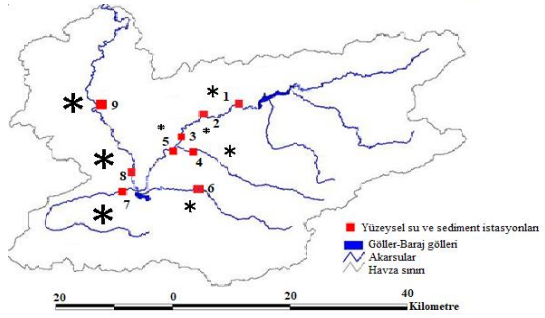 1
2
3
4
5
6
7
8
9
Yüzeysel su ve sediment istasyonları
Göller-Baraj gölleri
Akarsular
Havza sınırı
20 0 20 40
Kilometre